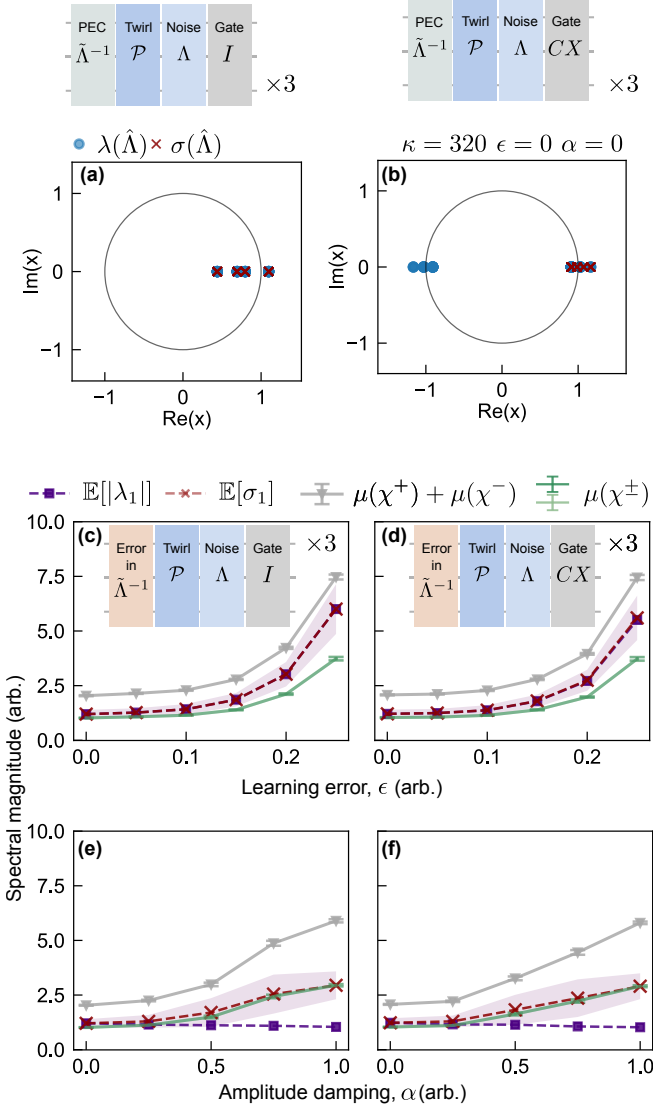 PEC Twirl Noise Gate
Λ̃⁻¹ 𝒫 Λ I
×3
PEC Twirl Noise Gate
Λ̃⁻¹ 𝒫 Λ CX
×3
λ(Λ̂) × σ(Λ̂)
κ = 320 ϵ = 0 α = 0
(a)
1
0
−1
Im(x)
−1 0 1
Re(x)
(b)
1
0
−1
Im(x)
−1 0 1
Re(x)
𝔼[|λ₁|] 𝔼[σ₁] μ(χ⁺) + μ(χ⁻) μ(χ±)
Spectral magnitude (arb.)
(c)
Error in Λ̃⁻¹
Twirl 𝒫
Noise Λ
Gate I
×3
10.0
7.5
5.0
2.5
0.0
0.0 0.1 0.2
(d)
Error in Λ̃⁻¹
Twirl 𝒫
Noise Λ
Gate CX
×3
0.0 0.1 0.2
Learning error, ϵ (arb.)
(e)
10.0
7.5
5.0
2.5
0.0
0.0 0.5 1.0
(f)
0.0 0.5 1.0
Amplitude damping, α(arb.)